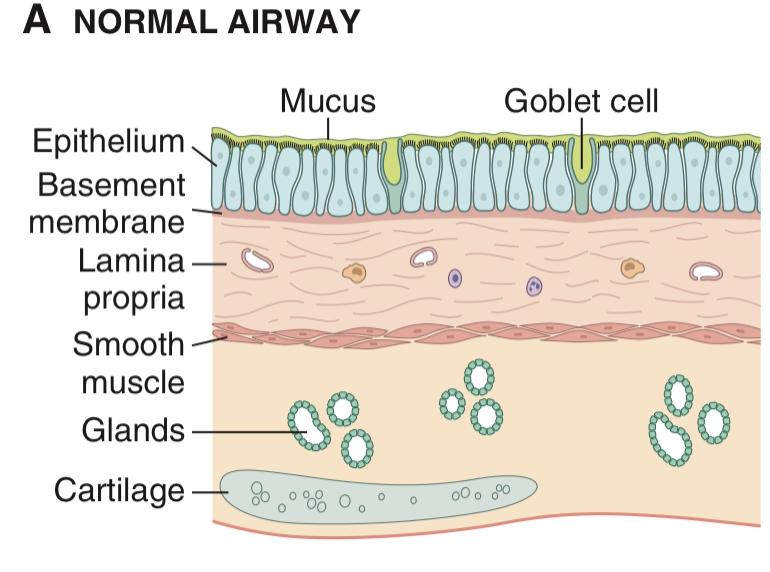 A NORMAL AIRWAY
Mucus
Goblet cell
Epithelium
Basement
membrane
Lamina
propria
Smooth
muscle
Glands
Cartilage